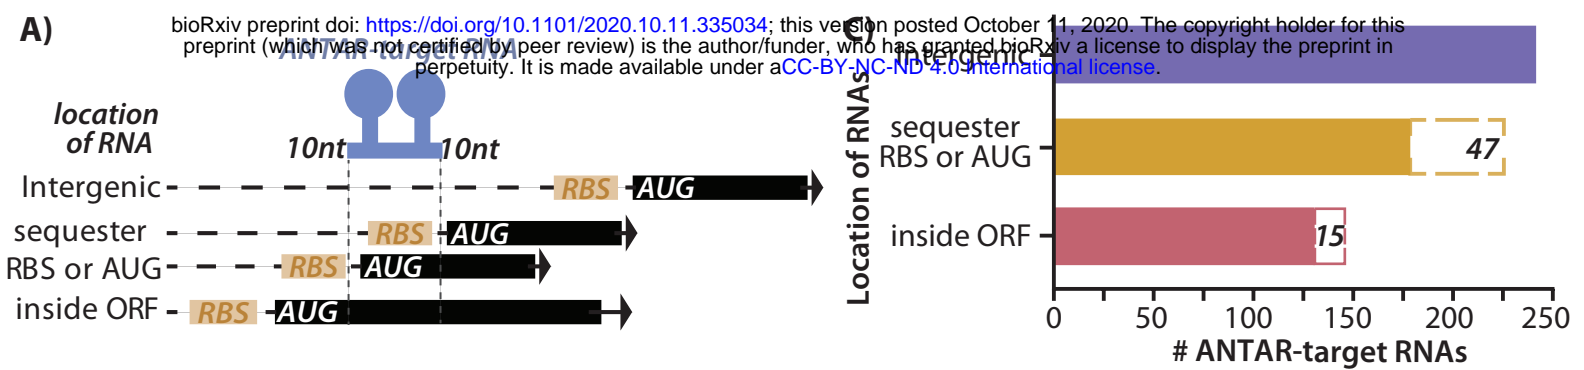 bioRxiv preprint doi: https://doi.org/10.1101/2020.10.11.335034; this version posted October 11, 2020. The copyright holder for this
preprint (which was not certified by peer review) is the author/funder, who has granted bioRxiv a license to display the preprint in
perpetuity. It is made available under aCC-BY-NC-ND 4.0 International license.
A)
ANTAR-target RNA
location
of RNA
10nt
10nt
Intergenic
RBS AUG
sequester
RBS AUG
RBS or AUG
RBS AUG
inside ORF
RBS AUG
C)
Location of RNAs
Intergenic
sequester
RBS or AUG
47
inside ORF
15
0 50 100 150 200 250
# ANTAR-target RNAs